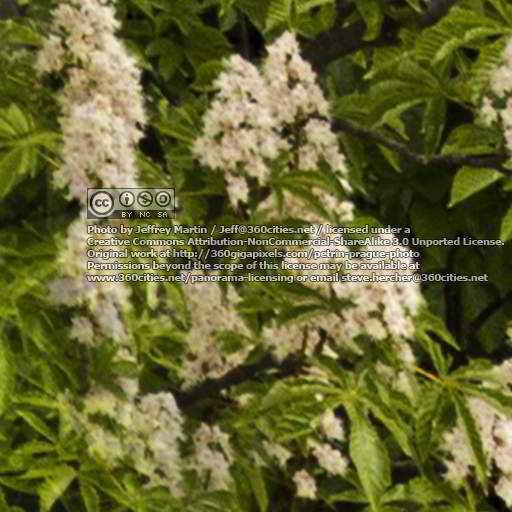 cc
BY NC SA
Photo by Jeffrey Martin / Jeff@360cities.net / licensed under a
Creative Commons Attribution-NonCommercial-ShareAlike 3.0 Unported License.
Original work at http://360gigapixels.com/petrin-prague-photo
Permissions beyond the scope of this license may be available at
www.360cities.net/panorama-licensing or email steve.hercher@360cities.net